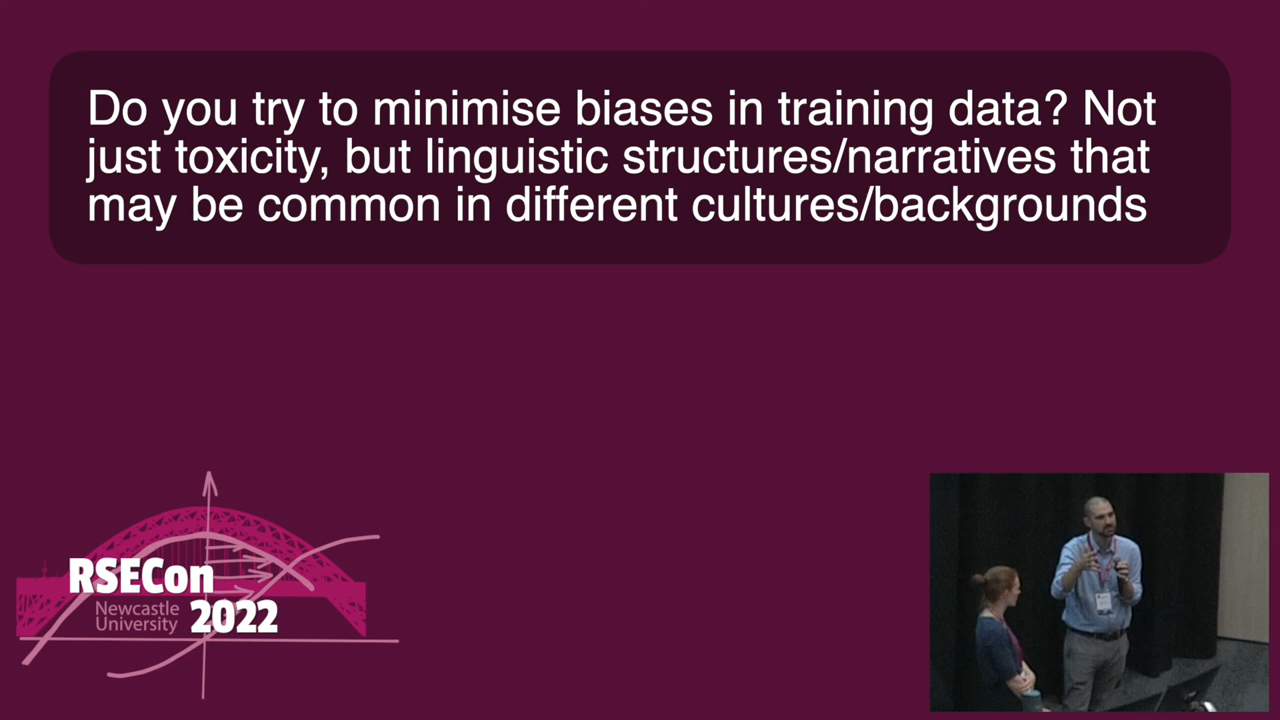 Do you try to minimise biases in training data? Not
just toxicity, but linguistic structures/narratives that
may be common in different cultures/backgrounds
RSECon
Newcastle
University
2022